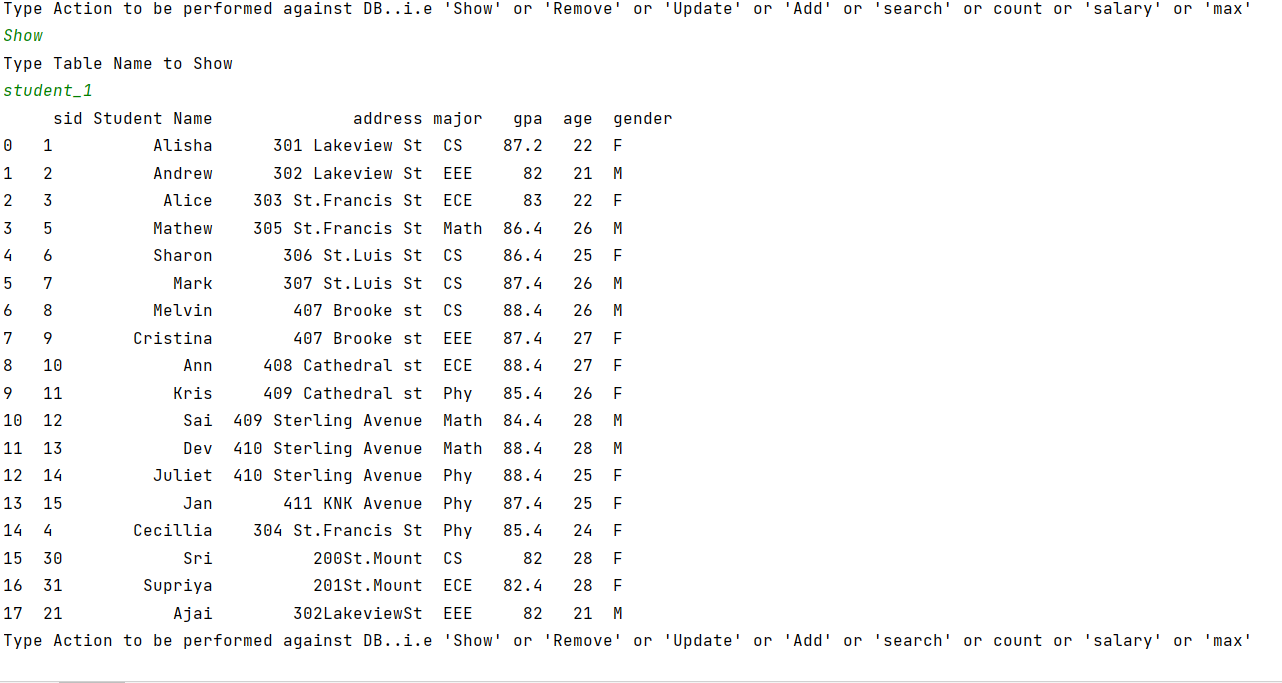 Type Action to be performed against DB..i.e 'Show' or 'Remove' or 'Update' or 'Add' or 'search' or count or 'salary' or 'max'
Show
Type Table Name to Show
student_1
sid Student Name address major gpa age gender
0 1 Alisha 301 Lakeview St CS 87.2 22 F
1 2 Andrew 302 Lakeview St EEE 82 21 M
2 3 Alice 303 St.Francis St ECE 83 22 F
3 5 Mathew 305 St.Francis St Math 86.4 26 M
4 6 Sharon 306 St.Luis St CS 86.4 25 F
5 7 Mark 307 St.Luis St CS 87.4 26 M
6 8 Melvin 407 Brooke st CS 88.4 26 M
7 9 Cristina 407 Brooke st EEE 87.4 27 F
8 10 Ann 408 Cathedral st ECE 88.4 27 F
9 11 Kris 409 Cathedral st Phy 85.4 26 F
10 12 Sai 409 Sterling Avenue Math 84.4 28 M
11 13 Dev 410 Sterling Avenue Math 88.4 28 M
12 14 Juliet 410 Sterling Avenue Phy 88.4 25 F
13 15 Jan 411 KNK Avenue Phy 87.4 25 F
14 4 Cecillia 304 St.Francis St Phy 85.4 24 F
15 30 Sri 200St.Mount CS 82 28 F
16 31 Supriya 201St.Mount ECE 82.4 28 F
17 21 Ajai 302LakeviewSt EEE 82 21 M
Type Action to be performed against DB..i.e 'Show' or 'Remove' or 'Update' or 'Add' or 'search' or count or 'salary' or 'max'